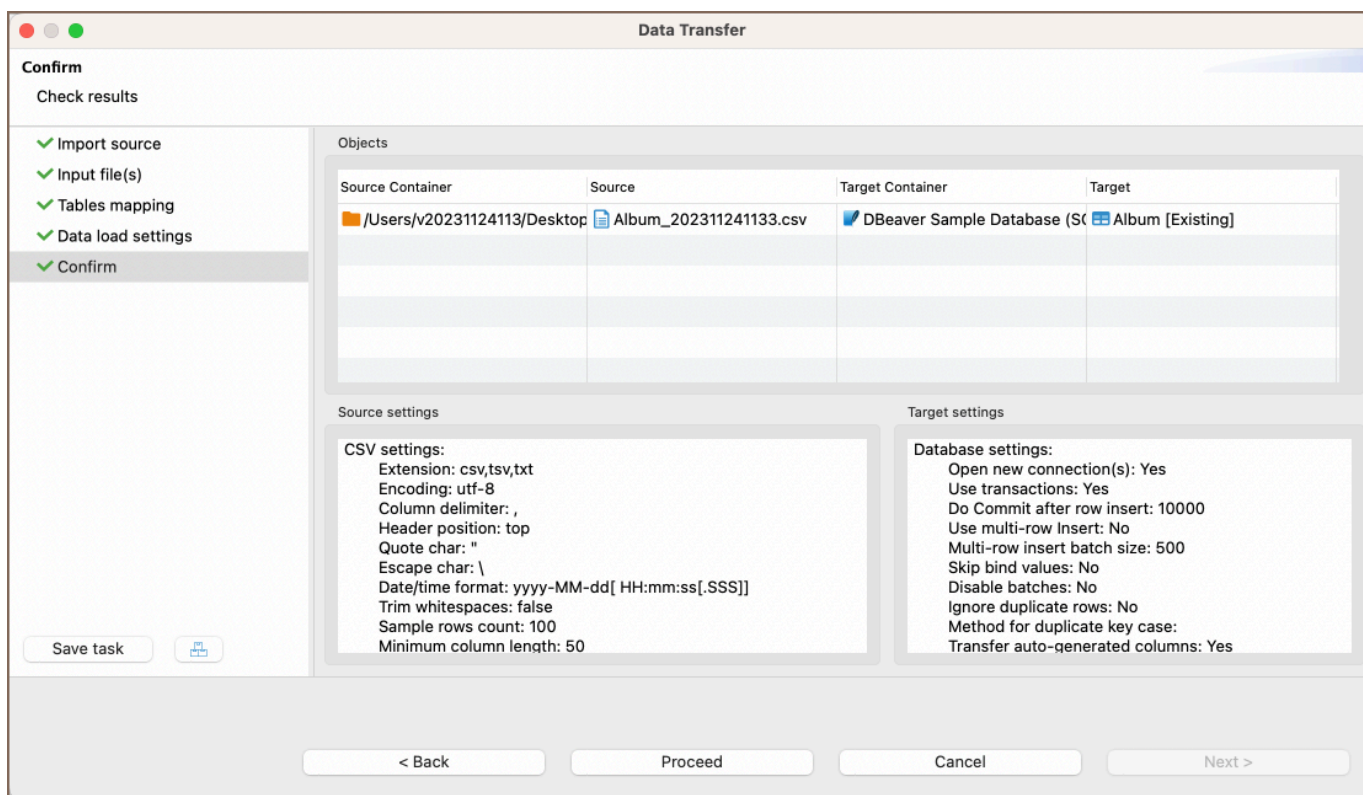 Data Transfer
Confirm
Check results
Import source
Input file(s)
Tables mapping
Data load settings
Confirm
Objects
Source Container Source Target Container Target
/Users/v20231124113/Desktop Album_202311241133.csv DBeaver Sample Database (SQ Album [Existing]
Source settings
CSV settings:
Extension: csv,tsv,txt
Encoding: utf-8
Column delimiter: ,
Header position: top
Quote char: "
Escape char: \
Date/time format: yyyy-MM-dd[ HH:mm:ss[.SSS]]
Trim whitespaces: false
Sample rows count: 100
Minimum column length: 50
Target settings
Database settings:
Open new connection(s): Yes
Use transactions: Yes
Do Commit after row insert: 10000
Use multi-row Insert: No
Multi-row insert batch size: 500
Skip bind values: No
Disable batches: No
Ignore duplicate rows: No
Method for duplicate key case:
Transfer auto-generated columns: Yes
Save task
< Back Proceed Cancel Next >